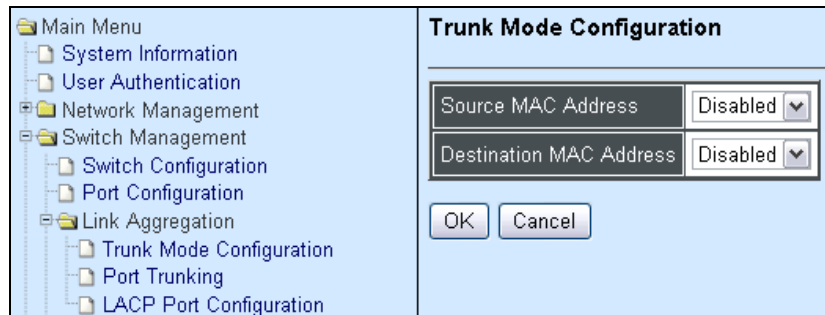 Main Menu
System Information
User Authentication
Network Management
Switch Management
Switch Configuration
Port Configuration
Link Aggregation
Trunk Mode Configuration
Port Trunking
LACP Port Configuration
Trunk Mode Configuration
Source MAC Address Disabled
Destination MAC Address Disabled
OK Cancel